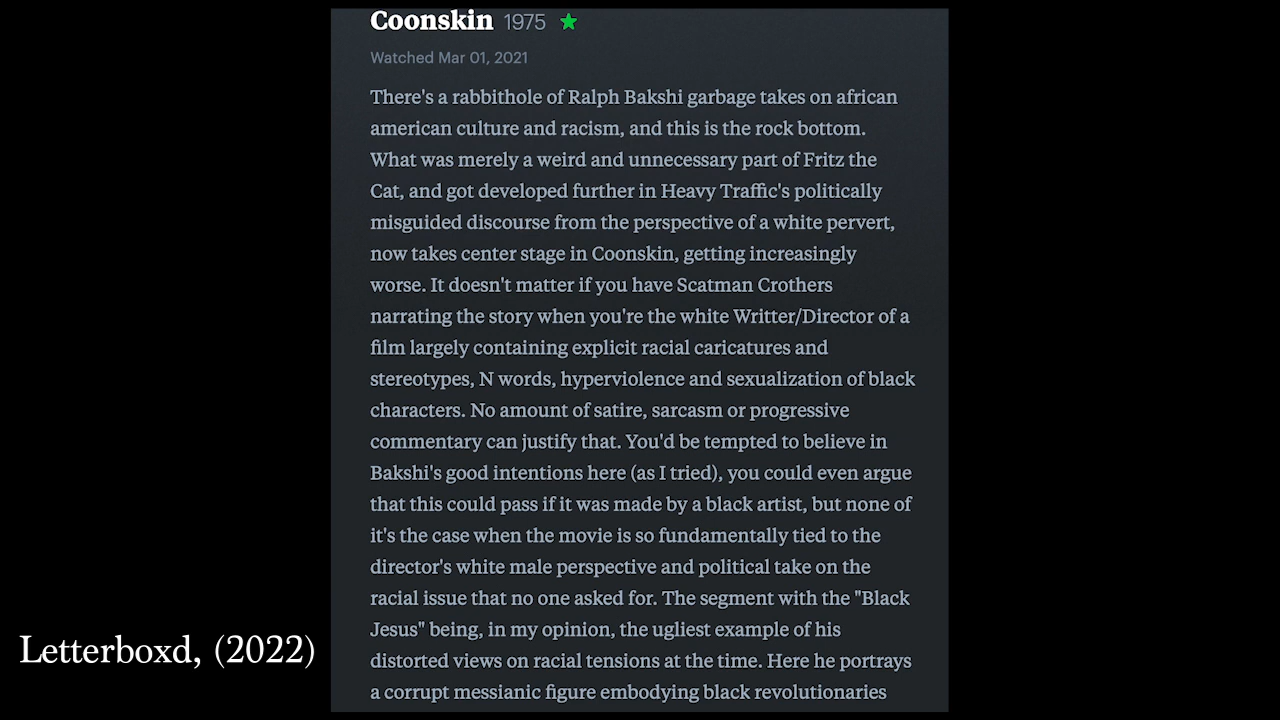 Coonskin 1975 ★
Watched Mar 01, 2021
There's a rabbithole of Ralph Bakshi garbage takes on african
american culture and racism, and this is the rock bottom.
What was merely a weird and unnecessary part of Fritz the
Cat, and got developed further in Heavy Traffic's politically
misguided discourse from the perspective of a white pervert,
now takes center stage in Coonskin, getting increasingly
worse. It doesn't matter if you have Scatman Crothers
narrating the story when you're the white Writter/Director of a
film largely containing explicit racial caricatures and
stereotypes, N words, hyperviolence and sexualization of black
characters. No amount of satire, sarcasm or progressive
commentary can justify that. You'd be tempted to believe in
Bakshi's good intentions here (as I tried), you could even argue
that this could pass if it was made by a black artist, but none of
it's the case when the movie is so fundamentally tied to the
director's white male perspective and political take on the
racial issue that no one asked for. The segment with the "Black
Jesus" being, in my opinion, the ugliest example of his
distorted views on racial tensions at the time. Here he portrays
a corrupt messianic figure embodying black revolutionaries
Letterboxd, (2022)